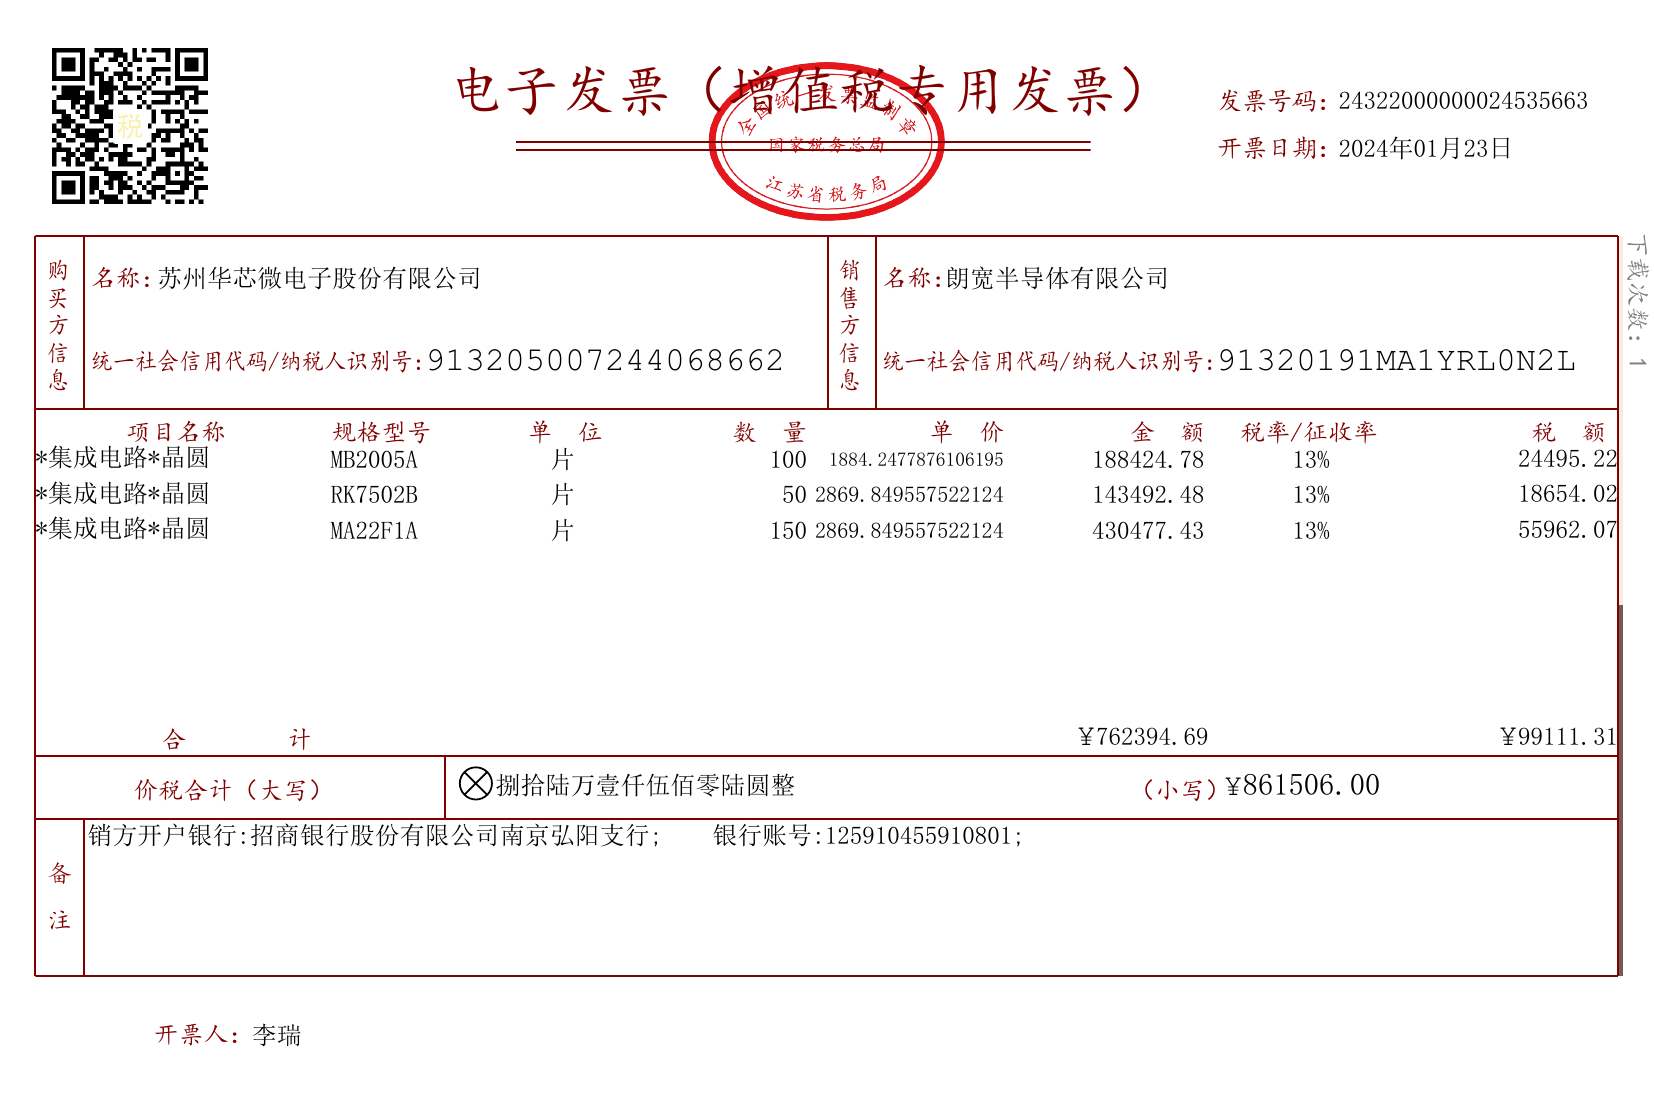 电子发票（增值税专用发票）
税
全国统一发票监制章
国家税务总局
江苏省税务局
发票号码：24322000000024535663
开票日期：2024年01月23日
下载次数：1
购买方信息
名称：苏州华芯微电子股份有限公司
统一社会信用代码/纳税人识别号：913205007244068662
销售方信息
名称：朗宽半导体有限公司
统一社会信用代码/纳税人识别号：91320191MA1YRL0N2L
项目名称 规格型号 单 位 数 量 单 价 金 额 税率/征收率 税 额
*集成电路*晶圆 MB2005A 片 100 1884.2477876106195 188424.78 13% 24495.22
*集成电路*晶圆 RK7502B 片 50 2869.849557522124 143492.48 13% 18654.02
*集成电路*晶圆 MA22F1A 片 150 2869.849557522124 430477.43 13% 55962.07
合 计 ¥762394.69 ¥99111.31
价税合计（大写） 捌拾陆万壹仟伍佰零陆圆整 （小写）¥861506.00
备注
销方开户银行:招商银行股份有限公司南京弘阳支行; 银行账号:125910455910801;
开票人：李瑞